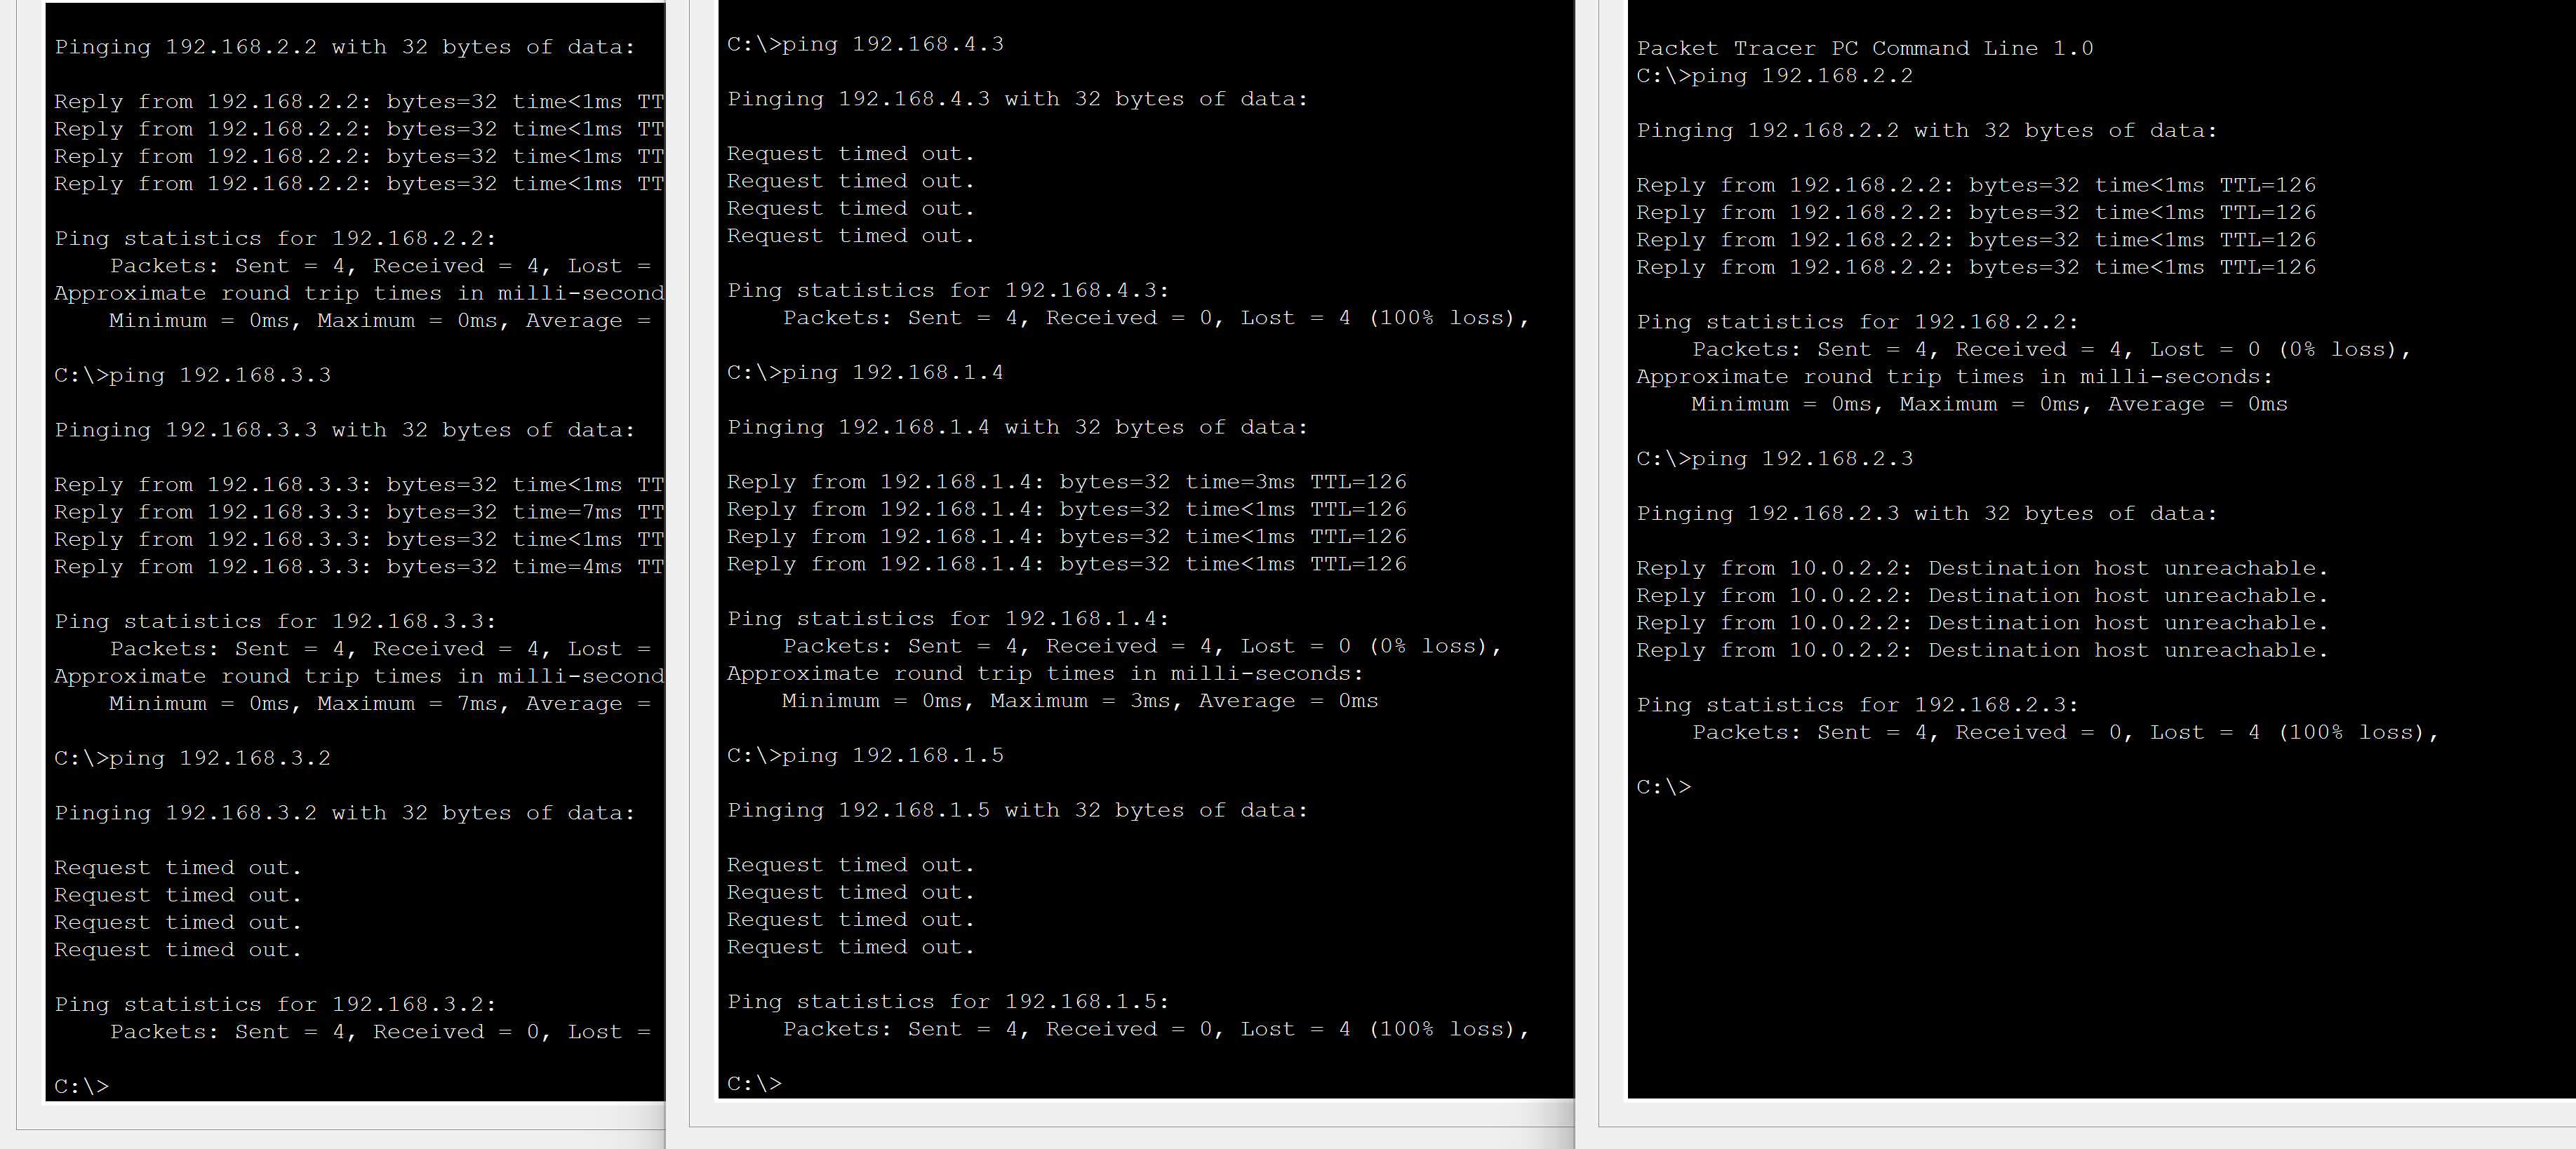 Pinging 192.168.2.2 with 32 bytes of data:
Reply from 192.168.2.2: bytes=32 time<1ms TT
Reply from 192.168.2.2: bytes=32 time<1ms TT
Reply from 192.168.2.2: bytes=32 time<1ms TT
Reply from 192.168.2.2: bytes=32 time<1ms TT
Ping statistics for 192.168.2.2:
    Packets: Sent = 4, Received = 4, Lost =
Approximate round trip times in milli-second
    Minimum = 0ms, Maximum = 0ms, Average =
C:\>ping 192.168.3.3
Pinging 192.168.3.3 with 32 bytes of data:
Reply from 192.168.3.3: bytes=32 time<1ms TT
Reply from 192.168.3.3: bytes=32 time=7ms TT
Reply from 192.168.3.3: bytes=32 time<1ms TT
Reply from 192.168.3.3: bytes=32 time=4ms TT
Ping statistics for 192.168.3.3:
    Packets: Sent = 4, Received = 4, Lost =
Approximate round trip times in milli-second
    Minimum = 0ms, Maximum = 7ms, Average =
C:\>ping 192.168.3.2
Pinging 192.168.3.2 with 32 bytes of data:
Request timed out.
Request timed out.
Request timed out.
Request timed out.
Ping statistics for 192.168.3.2:
    Packets: Sent = 4, Received = 0, Lost =
C:\>
C:\>ping 192.168.4.3
Pinging 192.168.4.3 with 32 bytes of data:
Request timed out.
Request timed out.
Request timed out.
Request timed out.
Ping statistics for 192.168.4.3:
    Packets: Sent = 4, Received = 0, Lost = 4 (100% loss),
C:\>ping 192.168.1.4
Pinging 192.168.1.4 with 32 bytes of data:
Reply from 192.168.1.4: bytes=32 time=3ms TTL=126
Reply from 192.168.1.4: bytes=32 time<1ms TTL=126
Reply from 192.168.1.4: bytes=32 time<1ms TTL=126
Reply from 192.168.1.4: bytes=32 time<1ms TTL=126
Ping statistics for 192.168.1.4:
    Packets: Sent = 4, Received = 4, Lost = 0 (0% loss),
Approximate round trip times in milli-seconds:
    Minimum = 0ms, Maximum = 3ms, Average = 0ms
C:\>ping 192.168.1.5
Pinging 192.168.1.5 with 32 bytes of data:
Request timed out.
Request timed out.
Request timed out.
Request timed out.
Ping statistics for 192.168.1.5:
    Packets: Sent = 4, Received = 0, Lost = 4 (100% loss),
C:\>
Packet Tracer PC Command Line 1.0
C:\>ping 192.168.2.2
Pinging 192.168.2.2 with 32 bytes of data:
Reply from 192.168.2.2: bytes=32 time<1ms TTL=126
Reply from 192.168.2.2: bytes=32 time<1ms TTL=126
Reply from 192.168.2.2: bytes=32 time<1ms TTL=126
Reply from 192.168.2.2: bytes=32 time<1ms TTL=126
Ping statistics for 192.168.2.2:
    Packets: Sent = 4, Received = 4, Lost = 0 (0% loss),
Approximate round trip times in milli-seconds:
    Minimum = 0ms, Maximum = 0ms, Average = 0ms
C:\>ping 192.168.2.3
Pinging 192.168.2.3 with 32 bytes of data:
Reply from 10.0.2.2: Destination host unreachable.
Reply from 10.0.2.2: Destination host unreachable.
Reply from 10.0.2.2: Destination host unreachable.
Reply from 10.0.2.2: Destination host unreachable.
Ping statistics for 192.168.2.3:
    Packets: Sent = 4, Received = 0, Lost = 4 (100% loss),
C:\>